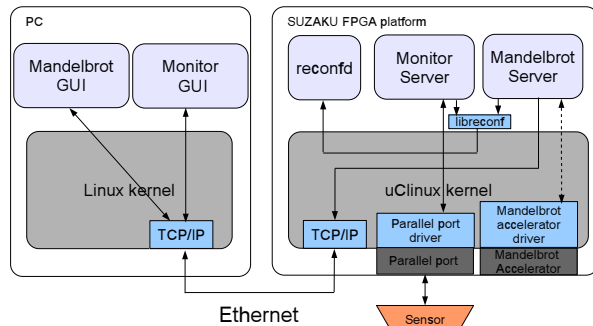 PC
SUZAKU FPGA platform
Mandelbrot
GUI
Monitor
GUI
reconfd
Monitor
Server
Mandelbrot
Server
libreconf
Linux kernel
uClinux kernel
TCP/IP
TCP/IP
Parallel port
driver
Mandelbrot
accelerator
driver
Parallel port
Mandelbrot
Accelerator
Ethernet
Sensor